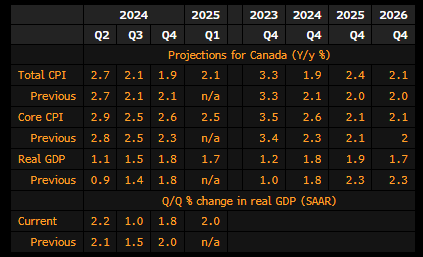 2024 2025 2023 2024 2025 2026
Q2 Q3 Q4 Q1 Q4 Q4 Q4 Q4
Projections for Canada (Y/y %)
Total CPI 2.7 2.1 1.9 2.1 3.3 1.9 2.4 2.1
Previous 2.7 2.1 2.1 n/a 3.3 2.1 2.0 2.0
Core CPI 2.9 2.5 2.6 2.5 3.5 2.6 2.1 2.1
Previous 2.8 2.5 2.3 n/a 3.4 2.3 2.1 2
Real GDP 1.1 1.5 1.8 1.7 1.2 1.8 1.9 1.7
Previous 0.9 1.4 1.8 n/a 1.0 1.8 2.3 2.3
Q/Q % change in real GDP (SAAR)
Current 2.2 1.0 1.8 2.0
Previous 2.1 1.5 2.0 n/a